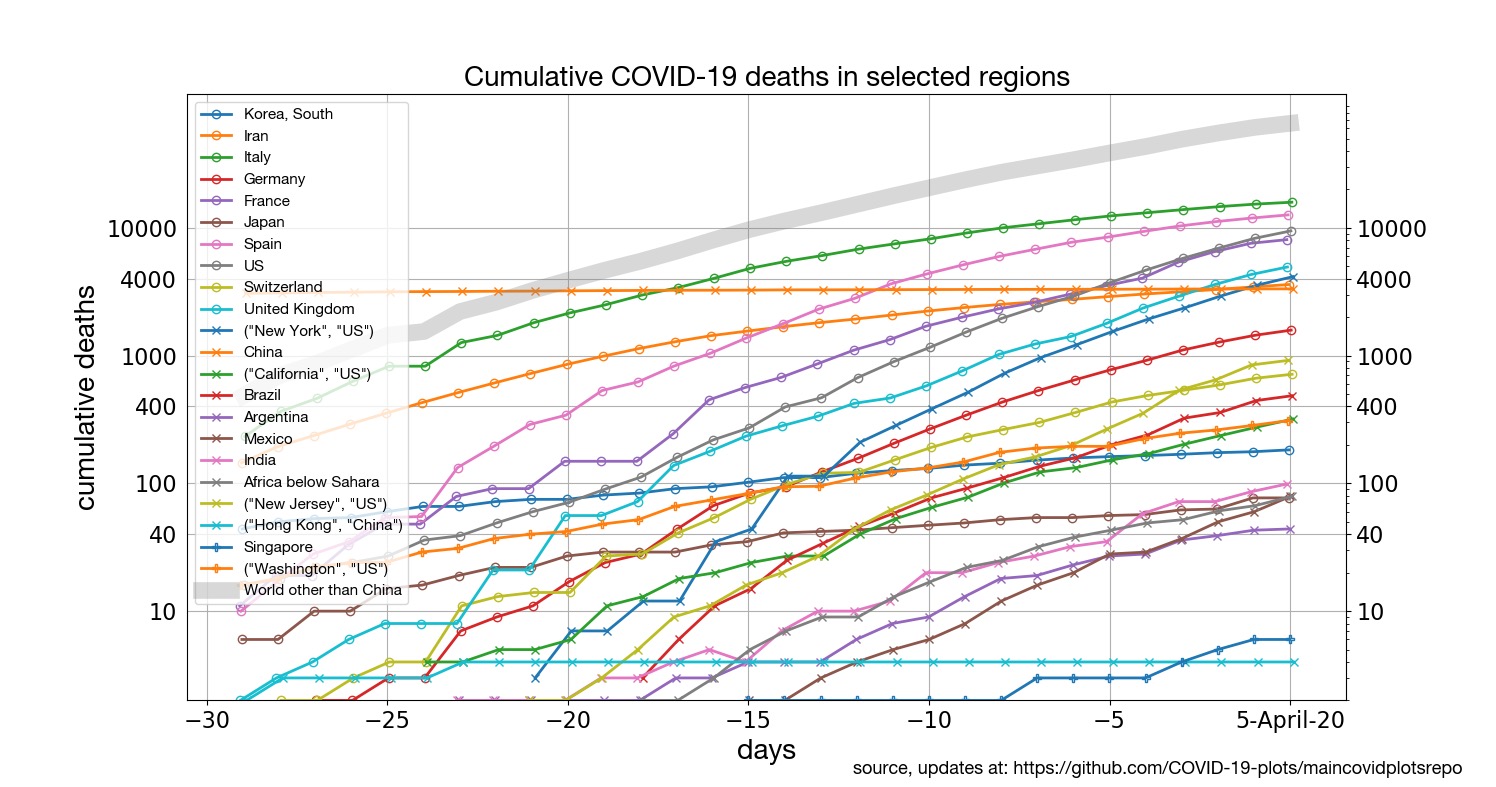 Cumulative COVID-19 deaths in selected regions
Korea, South
Iran
Italy
Germany
France
Japan
Spain
US
Switzerland
United Kingdom
("New York", "US")
China
("California", "US")
Brazil
Argentina
Mexico
India
Africa below Sahara
("New Jersey", "US")
("Hong Kong", "China")
Singapore
("Washington", "US")
World other than China
cumulative deaths
10000
4000
1000
400
100
40
10
10000
4000
1000
400
100
40
10
−30
−25
−20
−15
−10
−5
5-April-20
days
source, updates at: https://github.com/COVID-19-plots/maincovidplotsrepo